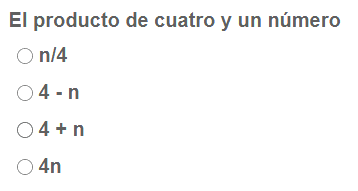 El producto de cuatro y un número
n/4
4 - n
4 + n
4n